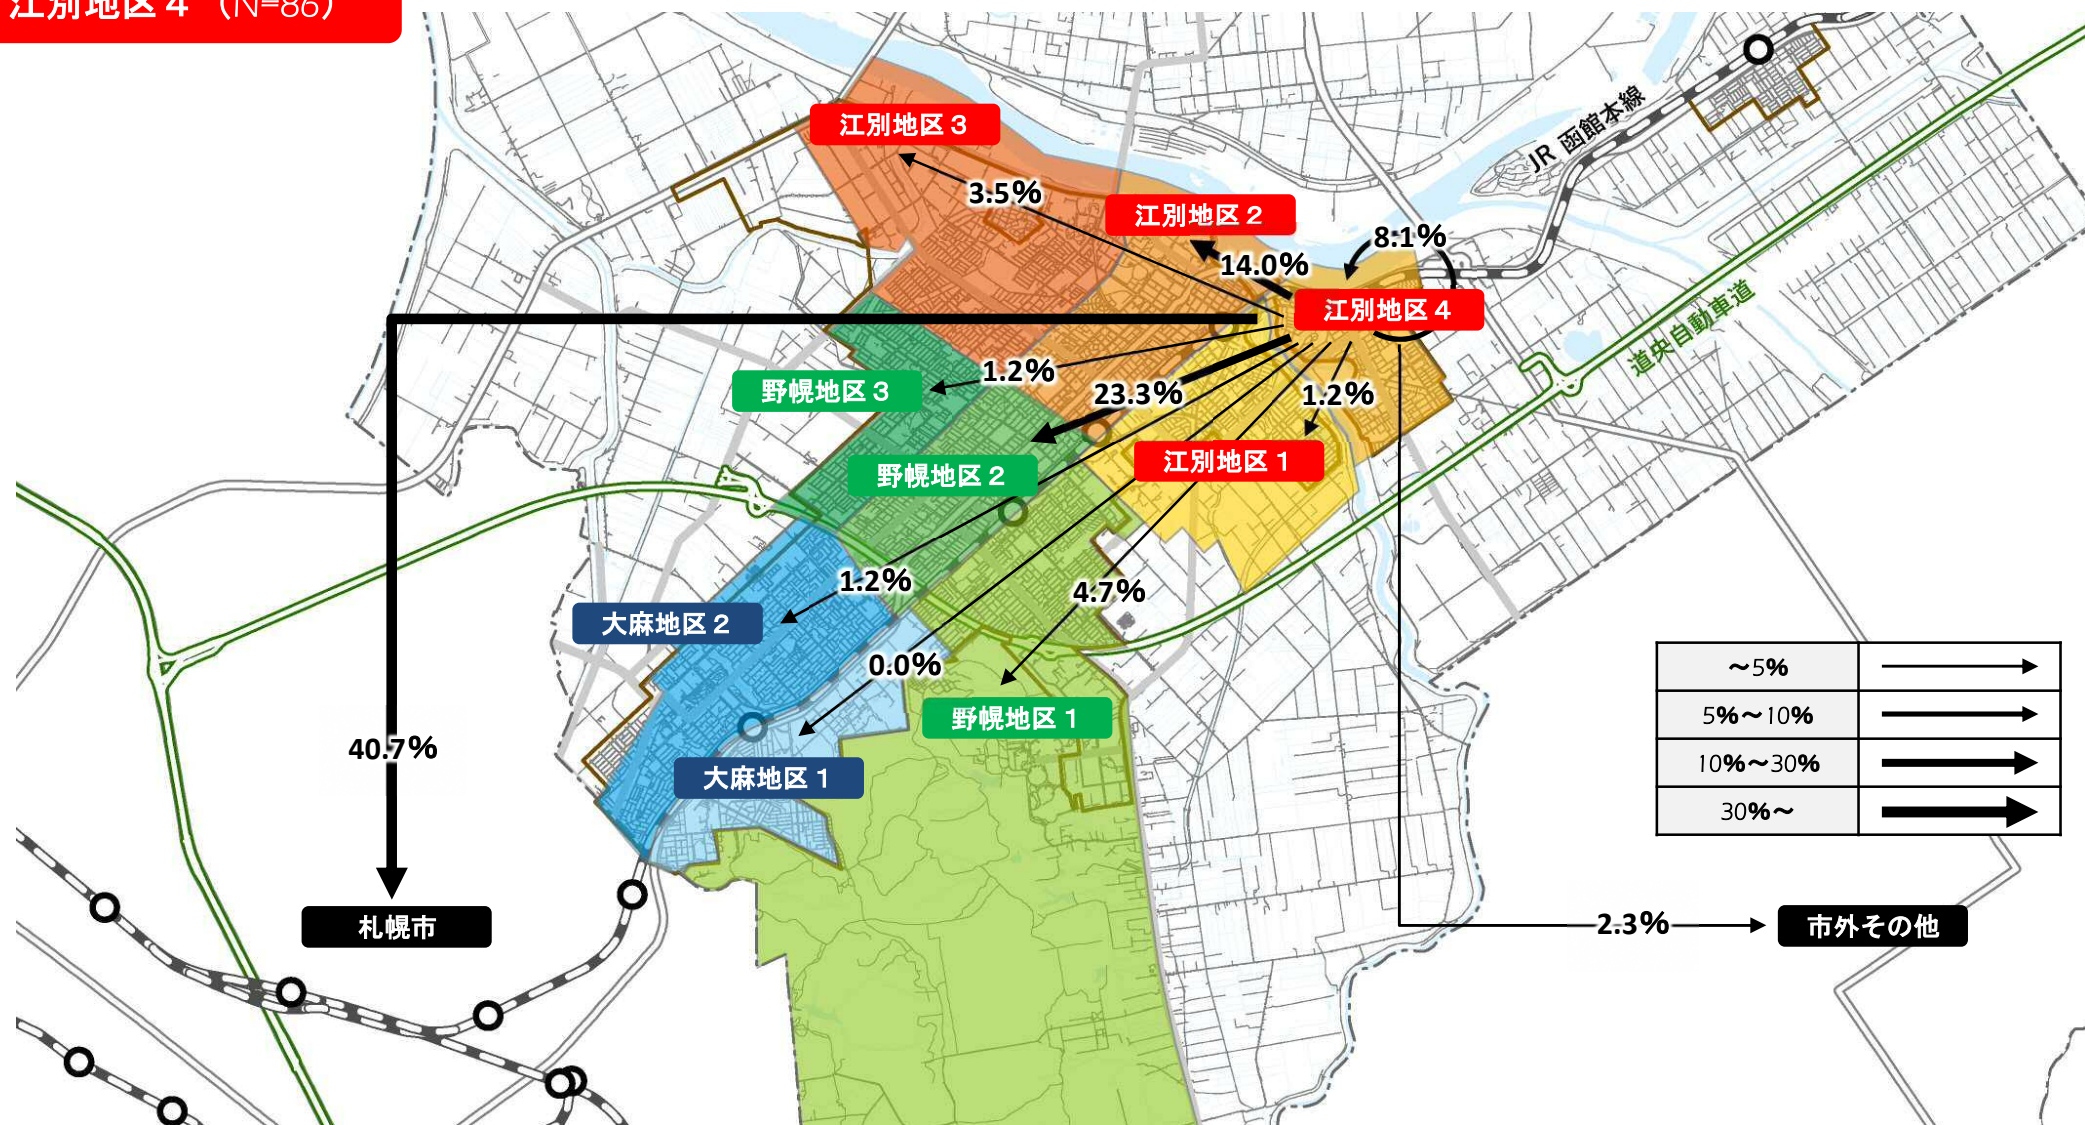 江別地区４（N=86）
江別地区３
3.5%
江別地区２
8.1%
14.0%
江別地区４
JR 函館本線
道央自動車道
1.2%
野幌地区３
23.3%
1.2%
江別地区１
野幌地区２
1.2%
4.7%
大麻地区２
0.0%
野幌地区１
40.7%
大麻地区１
札幌市
2.3%
市外その他
～5%
5%～10%
10%～30%
30%～